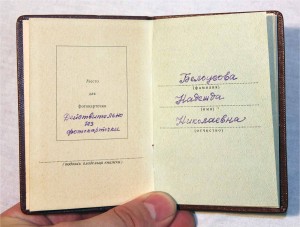 Место
для
фотокарточки
Действительно
без
фотокарточки
Белоусова
(фамилия)
Надежда
(имя)
Николаевна
(отчество)